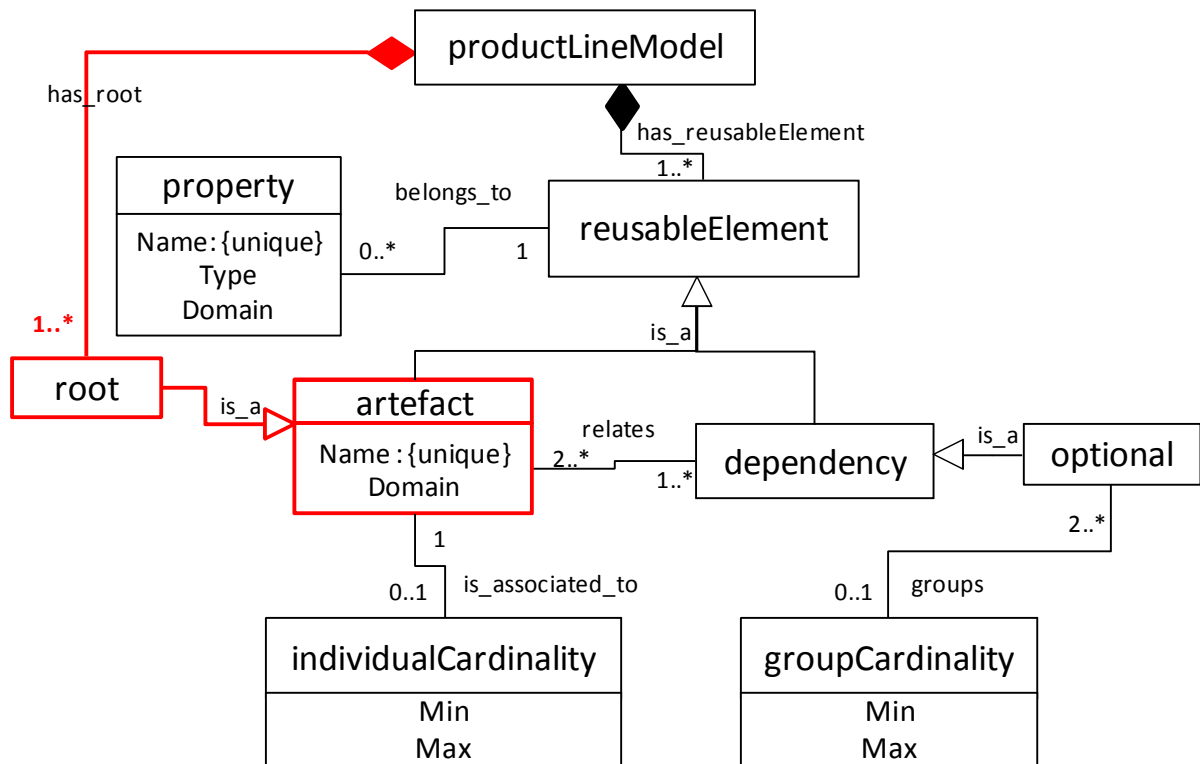 productLineModel
has_root
has_reusableElement
1..*
property
belongs_to
reusableElement
Name: {unique}
0..*
1
Type
Domain
1..*
is_a
root
is_a
artefact
relates
is_a
Name : {unique}
2..*
dependency
optional
Domain
1..*
1
2..*
0..1
is_associated_to
0..1
groups
individualCardinality
groupCardinality
Min
Min
Max
Max